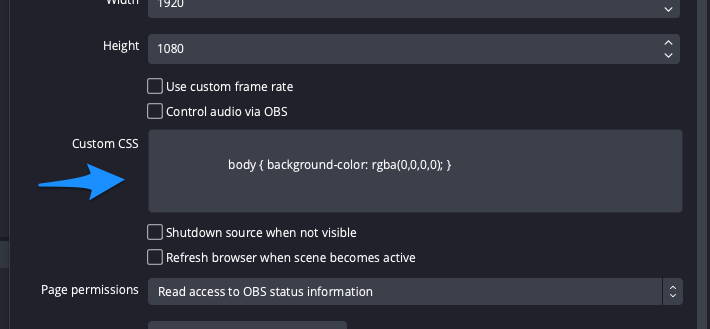 Width
1920
Height
1080
Use custom frame rate
Control audio via OBS
Custom CSS
body { background-color: rgba(0,0,0,0); }
Shutdown source when not visible
Refresh browser when scene becomes active
Page permissions
Read access to OBS status information